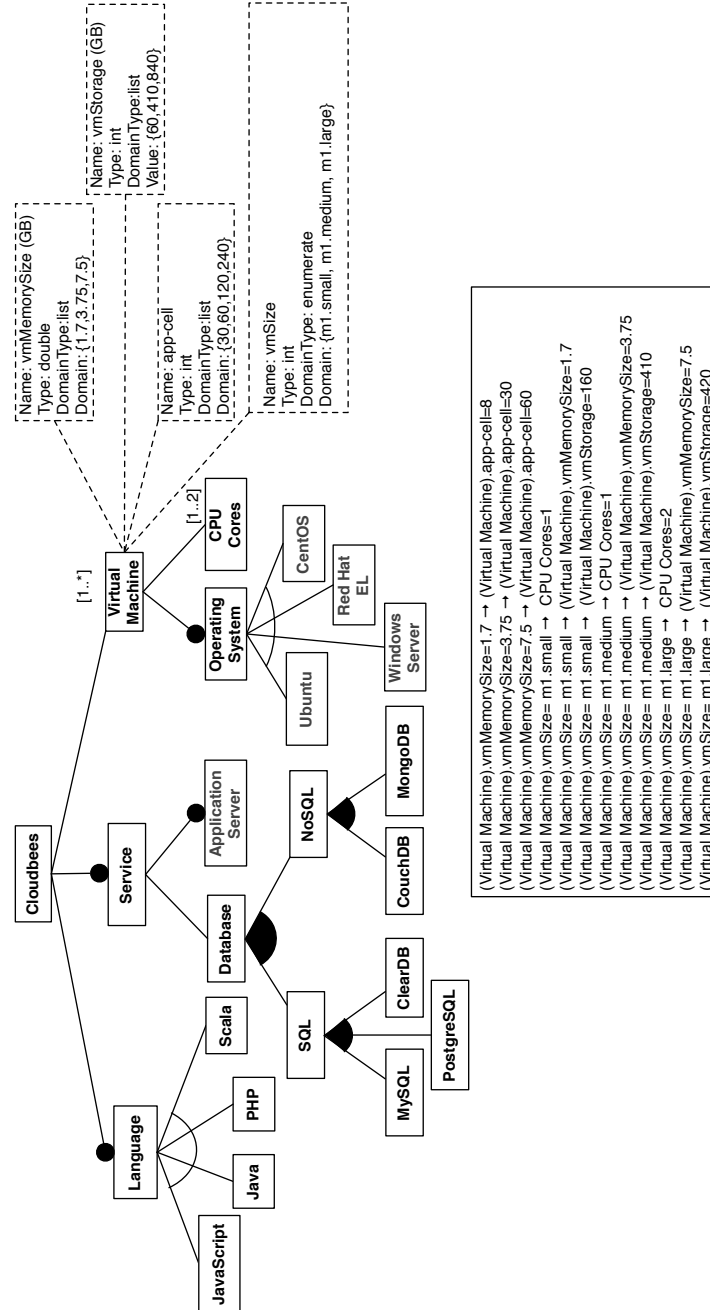 Cloudbees
Language
JavaScript
Java
PHP
Scala
Service
Database
Application
Server
SQL
NoSQL
MySQL
PostgreSQL
ClearDB
CouchDB
MongoDB
[1..*]
Virtual
Machine
Operating
System
[1..2]
CPU
Cores
Ubuntu
Windows
Server
Red Hat
EL
CentOS
Name: vmMemorySize (GB)
Type: double
DomainType:list
Domain: {1.7,3.75,7.5}
Name: vmStorage (GB)
Type: int
DomainType:list
Value: {60,410,840}
Name: app-cell
Type: int
DomainType:list
Domain: {30,60,120,240}
Name: vmSize
Type: int
DomainType: enumerate
Domain: {m1.small, m1.medium, m1.large}
(Virtual Machine).vmMemorySize=1.7 → (Virtual Machine).app-cell=8
(Virtual Machine).vmMemorySize=3.75 → (Virtual Machine).app-cell=30
(Virtual Machine).vmMemorySize=7.5 → (Virtual Machine).app-cell=60
(Virtual Machine).vmSize= m1.small → CPU Cores=1
(Virtual Machine).vmSize= m1.small → (Virtual Machine).vmMemorySize=1.7
(Virtual Machine).vmSize= m1.small → (Virtual Machine).vmStorage=160
(Virtual Machine).vmSize= m1.medium → CPU Cores=1
(Virtual Machine).vmSize= m1.medium → (Virtual Machine).vmMemorySize=3.75
(Virtual Machine).vmSize= m1.medium → (Virtual Machine).vmStorage=410
(Virtual Machine).vmSize= m1.large → CPU Cores=2
(Virtual Machine).vmSize= m1.large → (Virtual Machine).vmMemorySize=7.5
(Virtual Machine).vmSize= m1.large → (Virtual Machine).vmStorage=420